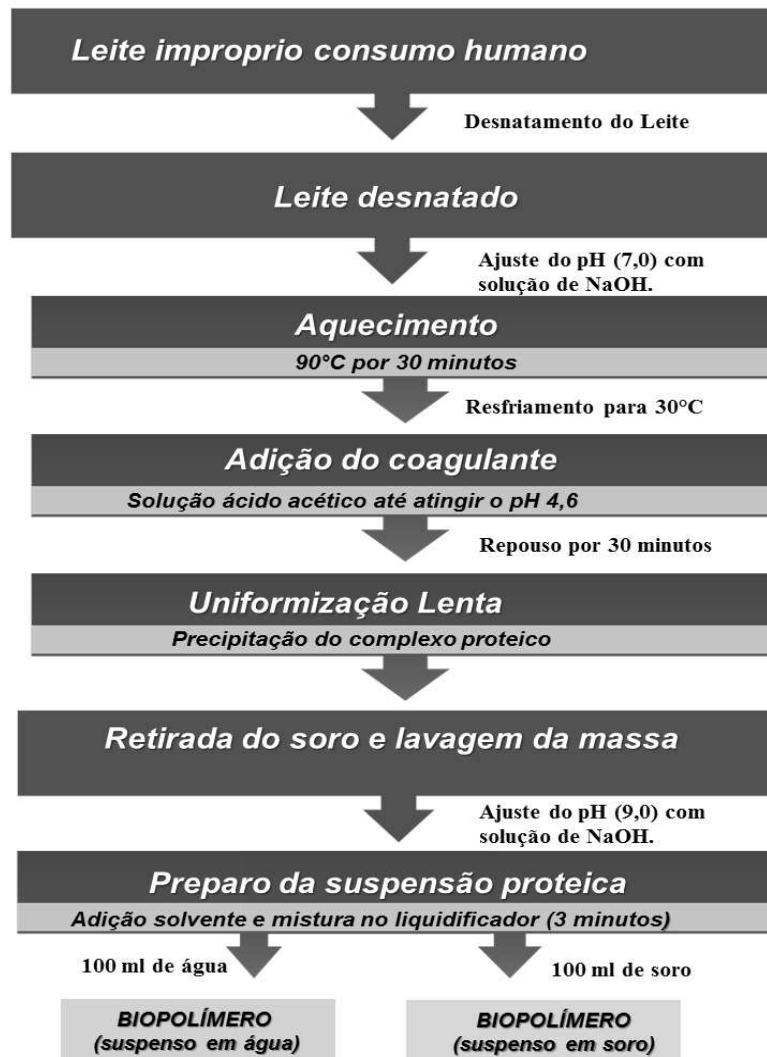 Leite improprio consumo humano
Desnatamento do Leite
Leite desnatado
Ajuste do pH (7,0) com
solução de NaOH.
Aquecimento
90°C por 30 minutos
Resfriamento para 30°C
Adição do coagulante
Solução ácido acético até atingir o pH 4,6
Repouso por 30 minutos
Uniformização Lenta
Precipitação do complexo proteico
Retirada do soro e lavagem da massa
Ajuste do pH (9,0) com
solução de NaOH.
Preparo da suspensão proteica
Adição solvente e mistura no liquidificador (3 minutos)
100 ml de água
100 ml de soro
BIOPOLÍMERO
(suspenso em água)
BIOPOLÍMERO
(suspenso em soro)